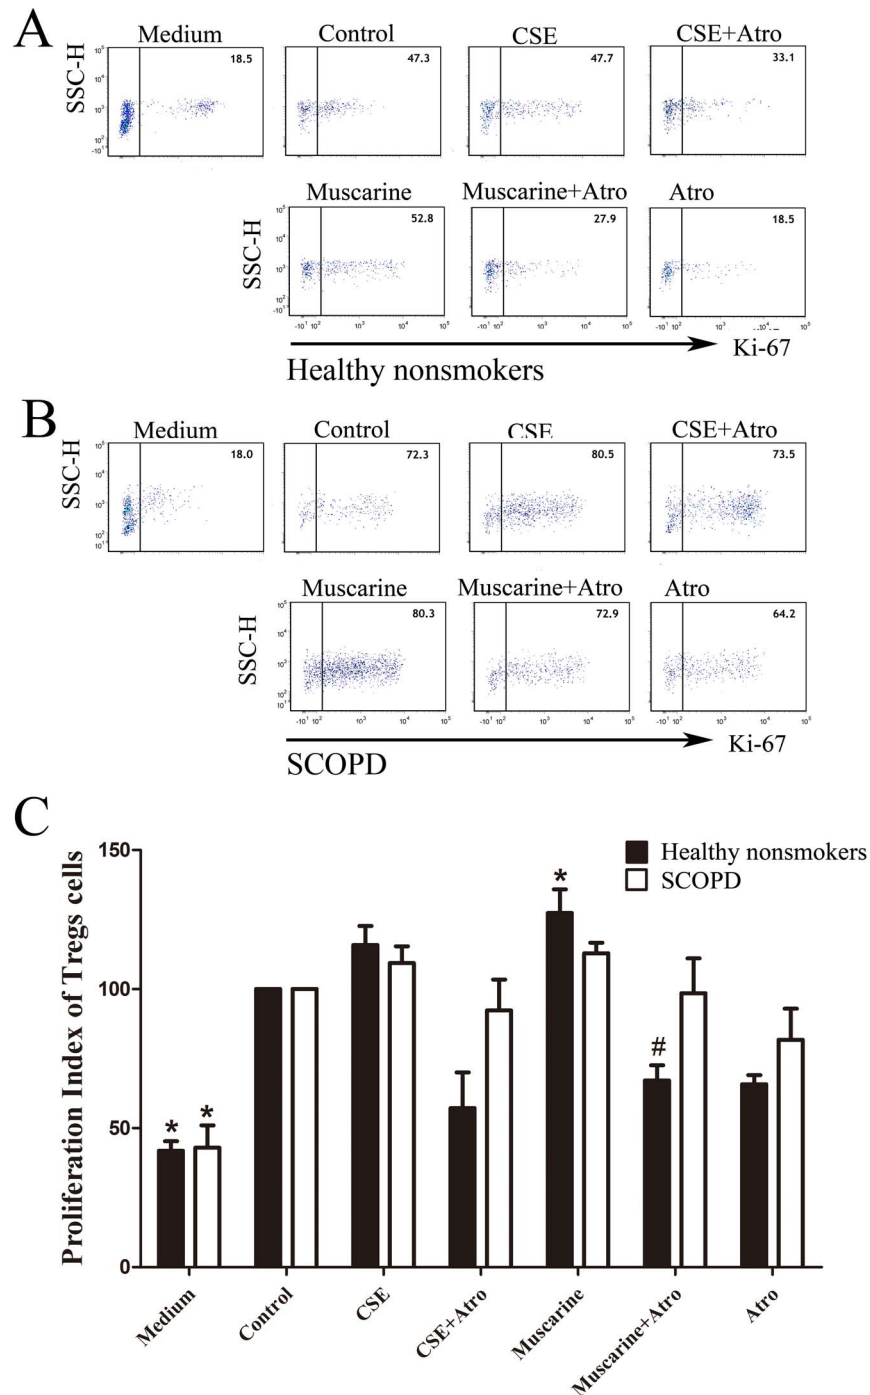 A
Medium
Control
CSE
CSE+Atro
SSC-H
18.5
47.3
47.7
33.1
Muscarine
Muscarine+Atro
Atro
SSC-H
52.8
27.9
18.5
Ki-67
Healthy nonsmokers
B
Medium
Control
CSE
CSE+Atro
SSC-H
18.0
72.3
80.5
73.5
Muscarine
Muscarine+Atro
Atro
SSC-H
80.3
72.9
64.2
Ki-67
SCOPD
C
Proliferation Index of Tregs cells
150
100
50
0
Healthy nonsmokers
SCOPD
*
*
*
#
Medium
Control
CSE
CSE+Atro
Muscarine
Muscarine+Atro
Atro